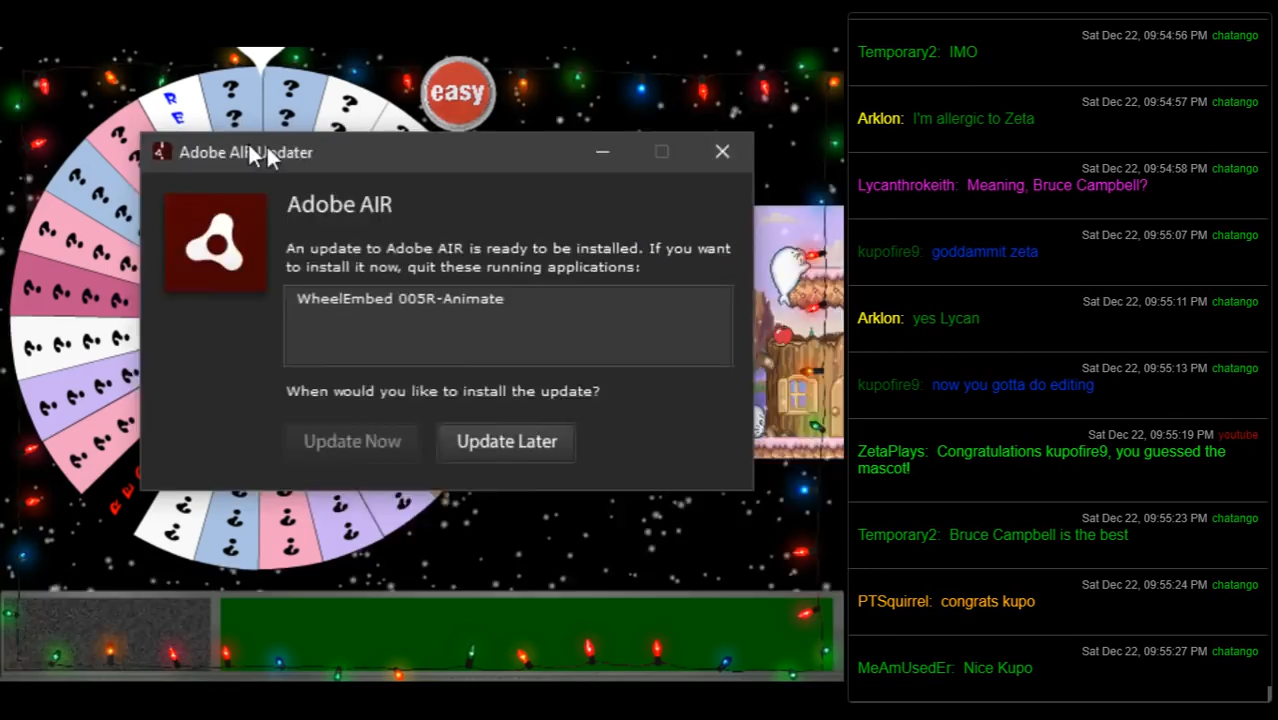 easy
R
E
? ? ? ?
? ? ?
Adobe AIR Updater
Adobe AIR
An update to Adobe AIR is ready to be installed. If you want
to install it now, quit these running applications:
WheelEmbed 005R-Animate
When would you like to install the update?
Update Now
Update Later
Sat Dec 22, 09:54:56 PM chatango
Temporary2: IMO
Sat Dec 22, 09:54:57 PM chatango
Arklon: I'm allergic to Zeta
Sat Dec 22, 09:54:58 PM chatango
Lycanthrokeith: Meaning, Bruce Campbell?
Sat Dec 22, 09:55:07 PM chatango
kupofire9: goddammit zeta
Sat Dec 22, 09:55:11 PM chatango
Arklon: yes Lycan
Sat Dec 22, 09:55:13 PM chatango
kupofire9: now you gotta do editing
Sat Dec 22, 09:55:19 PM youtube
ZetaPlays: Congratulations kupofire9, you guessed the
mascot!
Sat Dec 22, 09:55:23 PM chatango
Temporary2: Bruce Campbell is the best
Sat Dec 22, 09:55:24 PM chatango
PTSquirrel: congrats kupo
Sat Dec 22, 09:55:27 PM chatango
MeAmUsedEr: Nice Kupo